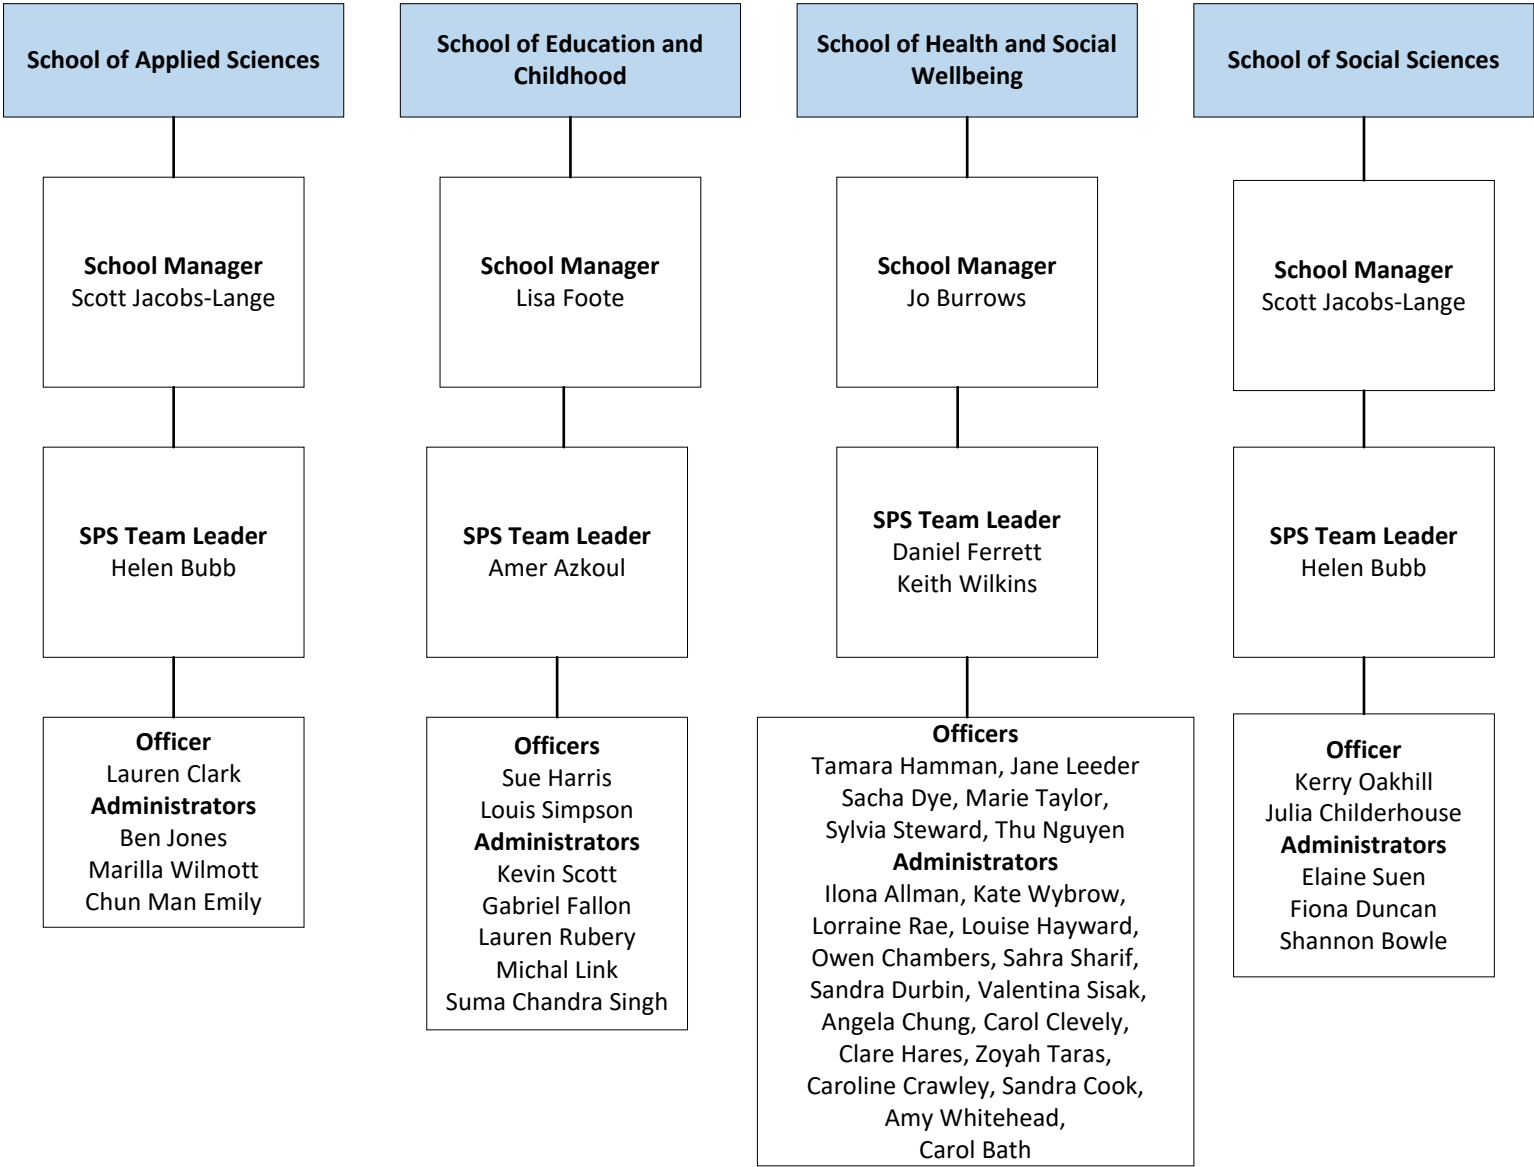 School of Applied Sciences
School Manager
Scott Jacobs-Lange
SPS Team Leader
Helen Bubb
Officer
Lauren Clark
Administrators
Ben Jones
Marilla Wilmott
Chun Man Emily
School of Education and
Childhood
School Manager
Lisa Foote
SPS Team Leader
Amer Azkoul
Officers
Sue Harris
Louis Simpson
Administrators
Kevin Scott
Gabriel Fallon
Lauren Rubery
Michal Link
Suma Chandra Singh
School of Health and Social
Wellbeing
School Manager
Jo Burrows
SPS Team Leader
Daniel Ferrett
Keith Wilkins
Officers
Tamara Hamman, Jane Leeder
Sacha Dye, Marie Taylor,
Sylvia Steward, Thu Nguyen
Administrators
Ilona Allman, Kate Wybrow,
Lorraine Rae, Louise Hayward,
Owen Chambers, Sahra Sharif,
Sandra Durbin, Valentina Sisak,
Angela Chung, Carol Clevely,
Clare Hares, Zoyah Taras,
Caroline Crawley, Sandra Cook,
Amy Whitehead,
Carol Bath
School of Social Sciences
School Manager
Scott Jacobs-Lange
SPS Team Leader
Helen Bubb
Officer
Kerry Oakhill
Julia Childerhouse
Administrators
Elaine Suen
Fiona Duncan
Shannon Bowle